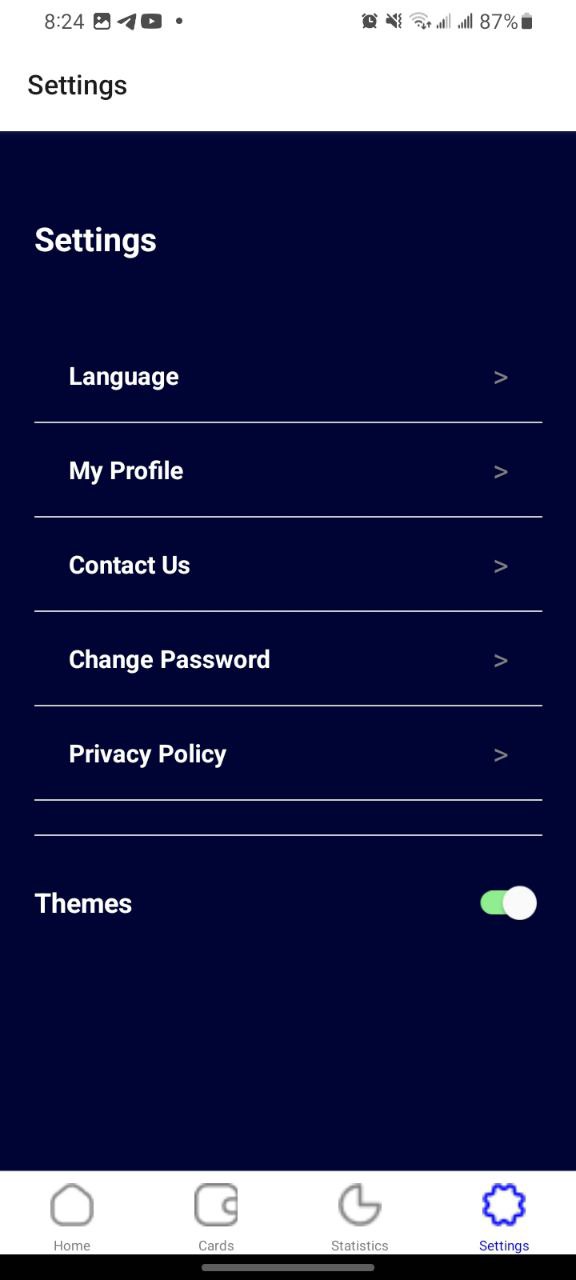 8:24 87%
Settings
Settings
Language >
My Profile >
Contact Us >
Change Password >
Privacy Policy >
Themes
Home Cards Statistics Settings